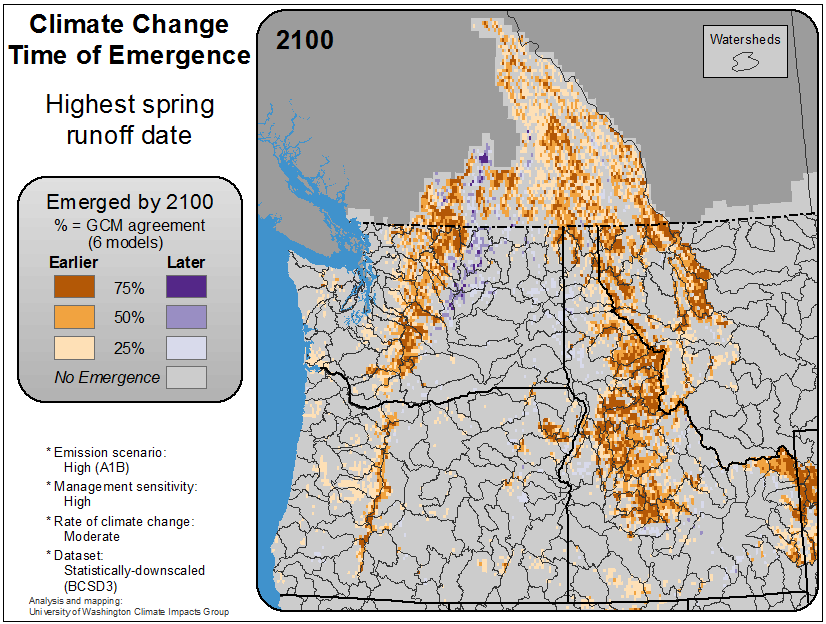 Climate Change
Time of Emergence
Highest spring
runoff date
Emerged by 2100
% = GCM agreement
(6 models)
Earlier Later
75%
50%
25%
No Emergence
* Emission scenario:
High (A1B)
* Management sensitivity:
High
* Rate of climate change:
Moderate
* Dataset:
Statistically-downscaled
(BCSD3)
Analysis and mapping:
University of Washington Climate Impacts Group
2100
Watersheds